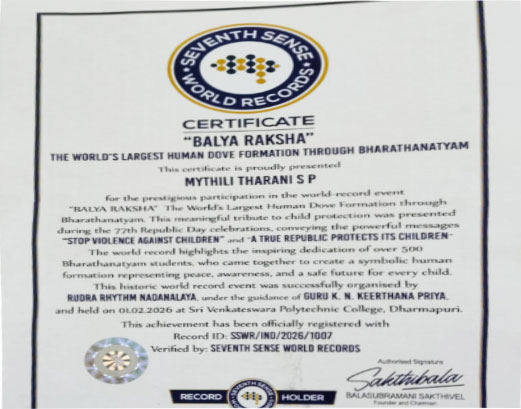 SEVENTH SENSE
WORLD RECORDS
CERTIFICATE
"BALYA RAKSHA"
THE WORLD'S LARGEST HUMAN DOVE FORMATION THROUGH BHARATHANATYAM
This certificate is proudly presented
MYTHILI THARANI S P
for the prestigious participation in the world-record event
"BALYA RAKSHA" The World's Largest Human Dove Formation through
Bharathanatyam. This meaningful tribute to child protection was presented
during the 77th Republic Day celebrations, conveying the powerful messages
"STOP VIOLENCE AGAINST CHILDREN" and "A TRUE REPUBLIC PROTECTS ITS CHILDREN"
The world record highlights the inspiring dedication of over 500
Bharathanatyam students, who came together to create a symbolic human
formation representing peace, awareness, and a safe future for every child.
This historic world record event was successfully organised by
RUDRA RHYTHM NADANALAYA, under the guidance of GURU K. N. KEERTHANA PRIYA,
and held on 01.02.2026 at Sri Venkateswara Polytechnic College, Dharmapuri.
This achievement has been officially registered with
Record ID: SSWR/IND/2026/1007
Verified by: SEVENTH SENSE WORLD RECORDS
Authorised Signature
Sakthibala
BALASUBRAMANI SAKTHIVEL
Founder and Chairman
RECORD HOLDER
SEVENTH SENSE